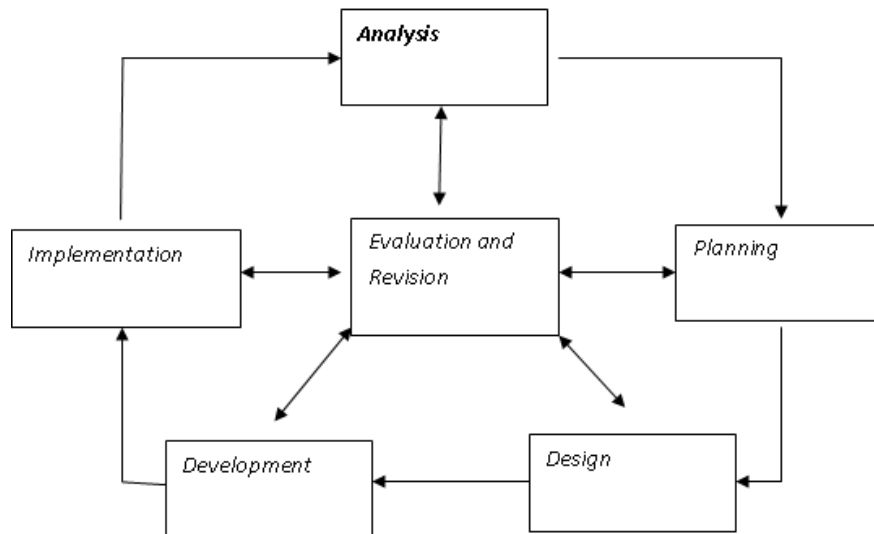 Analysis
Implementation
Evaluation and
Revision
Planning
Development
Design